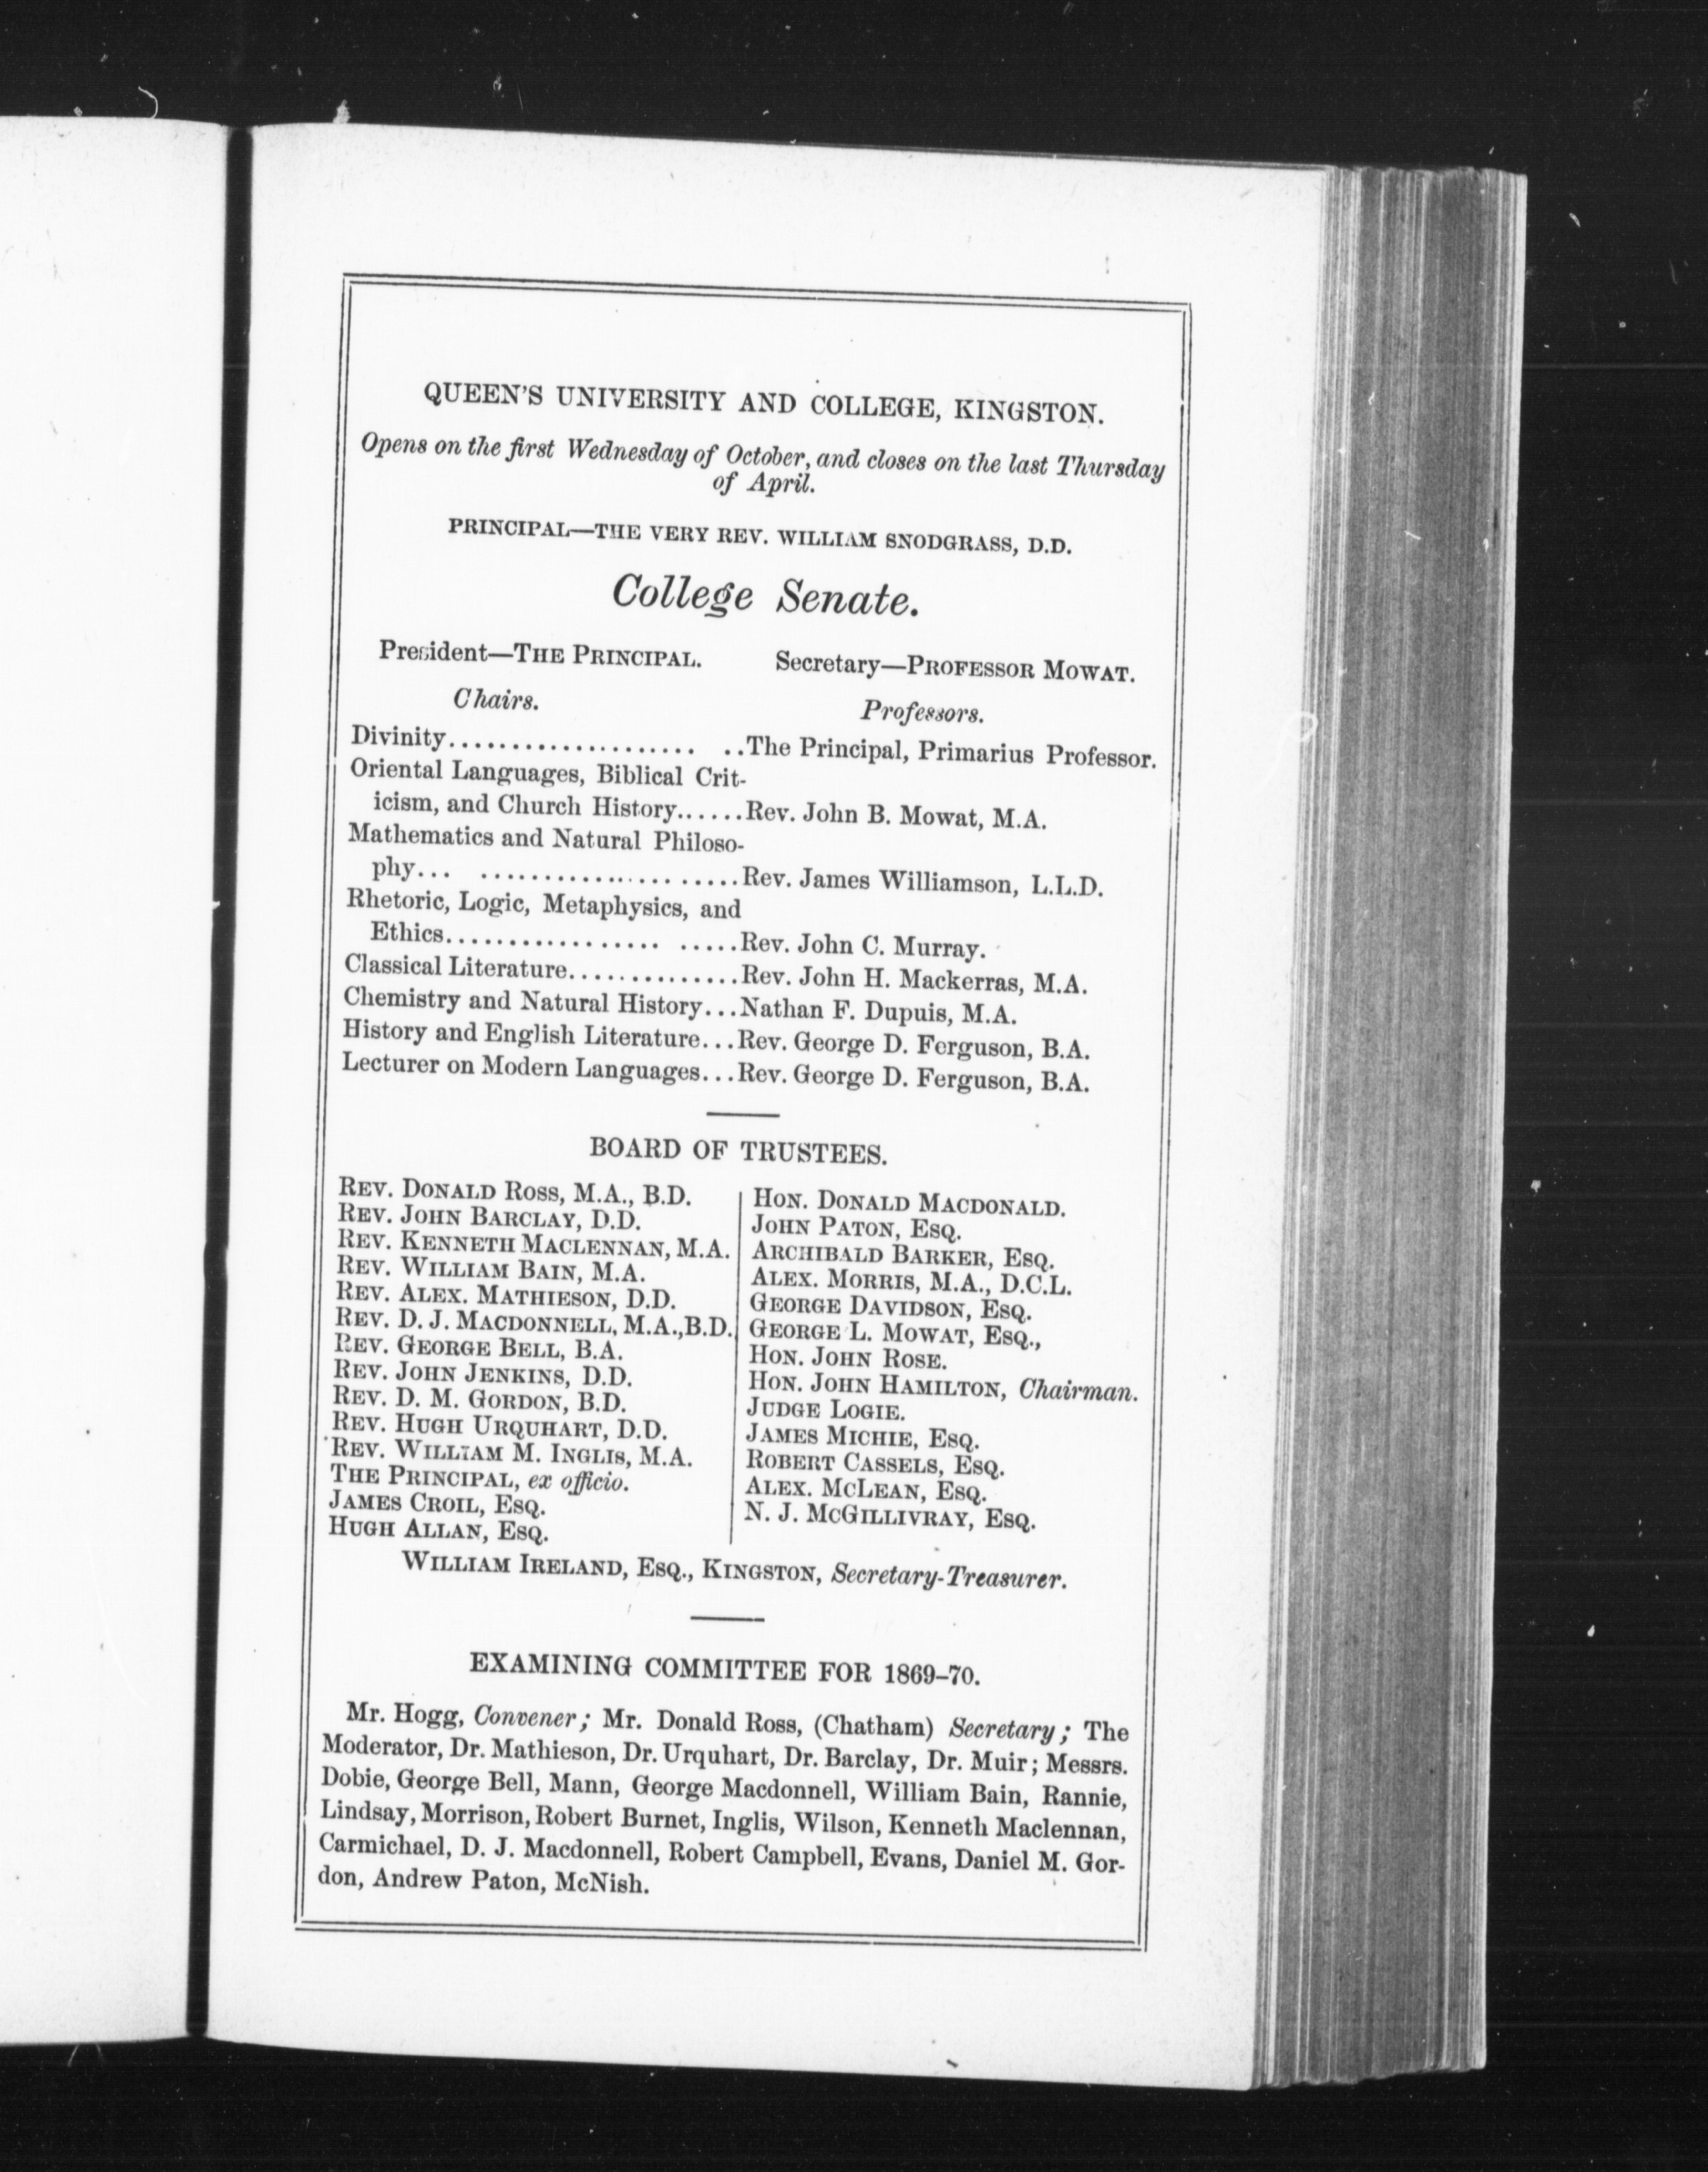 QUEEN'S UNIVERSITY AND COLLEGE, KINGSTON.
Opens on the first Wednesday of October, and closes on the last Thursday
of April.
PRINCIPAL—THE VERY REV. WILLIAM SNODGRASS, D.D.
College Senate.
President—THE PRINCIPAL. Secretary—PROFESSOR MOWAT.
Chairs. Professors.
Divinity.................... ..The Principal, Primarius Professor.
Oriental Languages, Biblical Crit-
icism, and Church History......Rev. John B. Mowat, M.A.
Mathematics and Natural Philoso-
phy... .....................Rev. James Williamson, L.L.D.
Rhetoric, Logic, Metaphysics, and
Ethics................. .....Rev. John C. Murray.
Classical Literature..............Rev. John H. Mackerras, M.A.
Chemistry and Natural History...Nathan F. Dupuis, M.A.
History and English Literature...Rev. George D. Ferguson, B.A.
Lecturer on Modern Languages...Rev. George D. Ferguson, B.A.
BOARD OF TRUSTEES.
REV. DONALD ROSS, M.A., B.D.
REV. JOHN BARCLAY, D.D.
REV. KENNETH MACLENNAN, M.A.
REV. WILLIAM BAIN, M.A.
REV. ALEX. MATHIESON, D.D.
REV. D. J. MACDONNELL, M.A., B.D.
REV. GEORGE BELL, B.A.
REV. JOHN JENKINS, D.D.
REV. D. M. GORDON, B.D.
REV. HUGH URQUHART, D.D.
REV. WILLIAM M. INGLIS, M.A.
THE PRINCIPAL, ex officio.
JAMES CROIL, ESQ.
HUGH ALLAN, ESQ.
HON. DONALD MACDONALD.
JOHN PATON, ESQ.
ARCHIBALD BARKER, ESQ.
ALEX. MORRIS, M.A., D.C.L.
GEORGE DAVIDSON, ESQ.
GEORGE L. MOWAT, ESQ.,
HON. JOHN ROSE.
HON. JOHN HAMILTON, Chairman.
JUDGE LOGIE.
JAMES MICHIE, ESQ.
ROBERT CASSELS, ESQ.
ALEX. MCLEAN, ESQ.
N. J. MCGILLIVRAY, ESQ.
WILLIAM IRELAND, ESQ., KINGSTON, Secretary-Treasurer.
EXAMINING COMMITTEE FOR 1869-70.
Mr. Hogg, Convener; Mr. Donald Ross, (Chatham) Secretary; The
Moderator, Dr. Mathieson, Dr. Urquhart, Dr. Barclay, Dr. Muir; Messrs.
Dobie, George Bell, Mann, George Macdonnell, William Bain, Rannie,
Lindsay, Morrison, Robert Burnet, Inglis, Wilson, Kenneth Maclennan,
Carmichael, D. J. Macdonnell, Robert Campbell, Evans, Daniel M. Gor-
don, Andrew Paton, McNish.